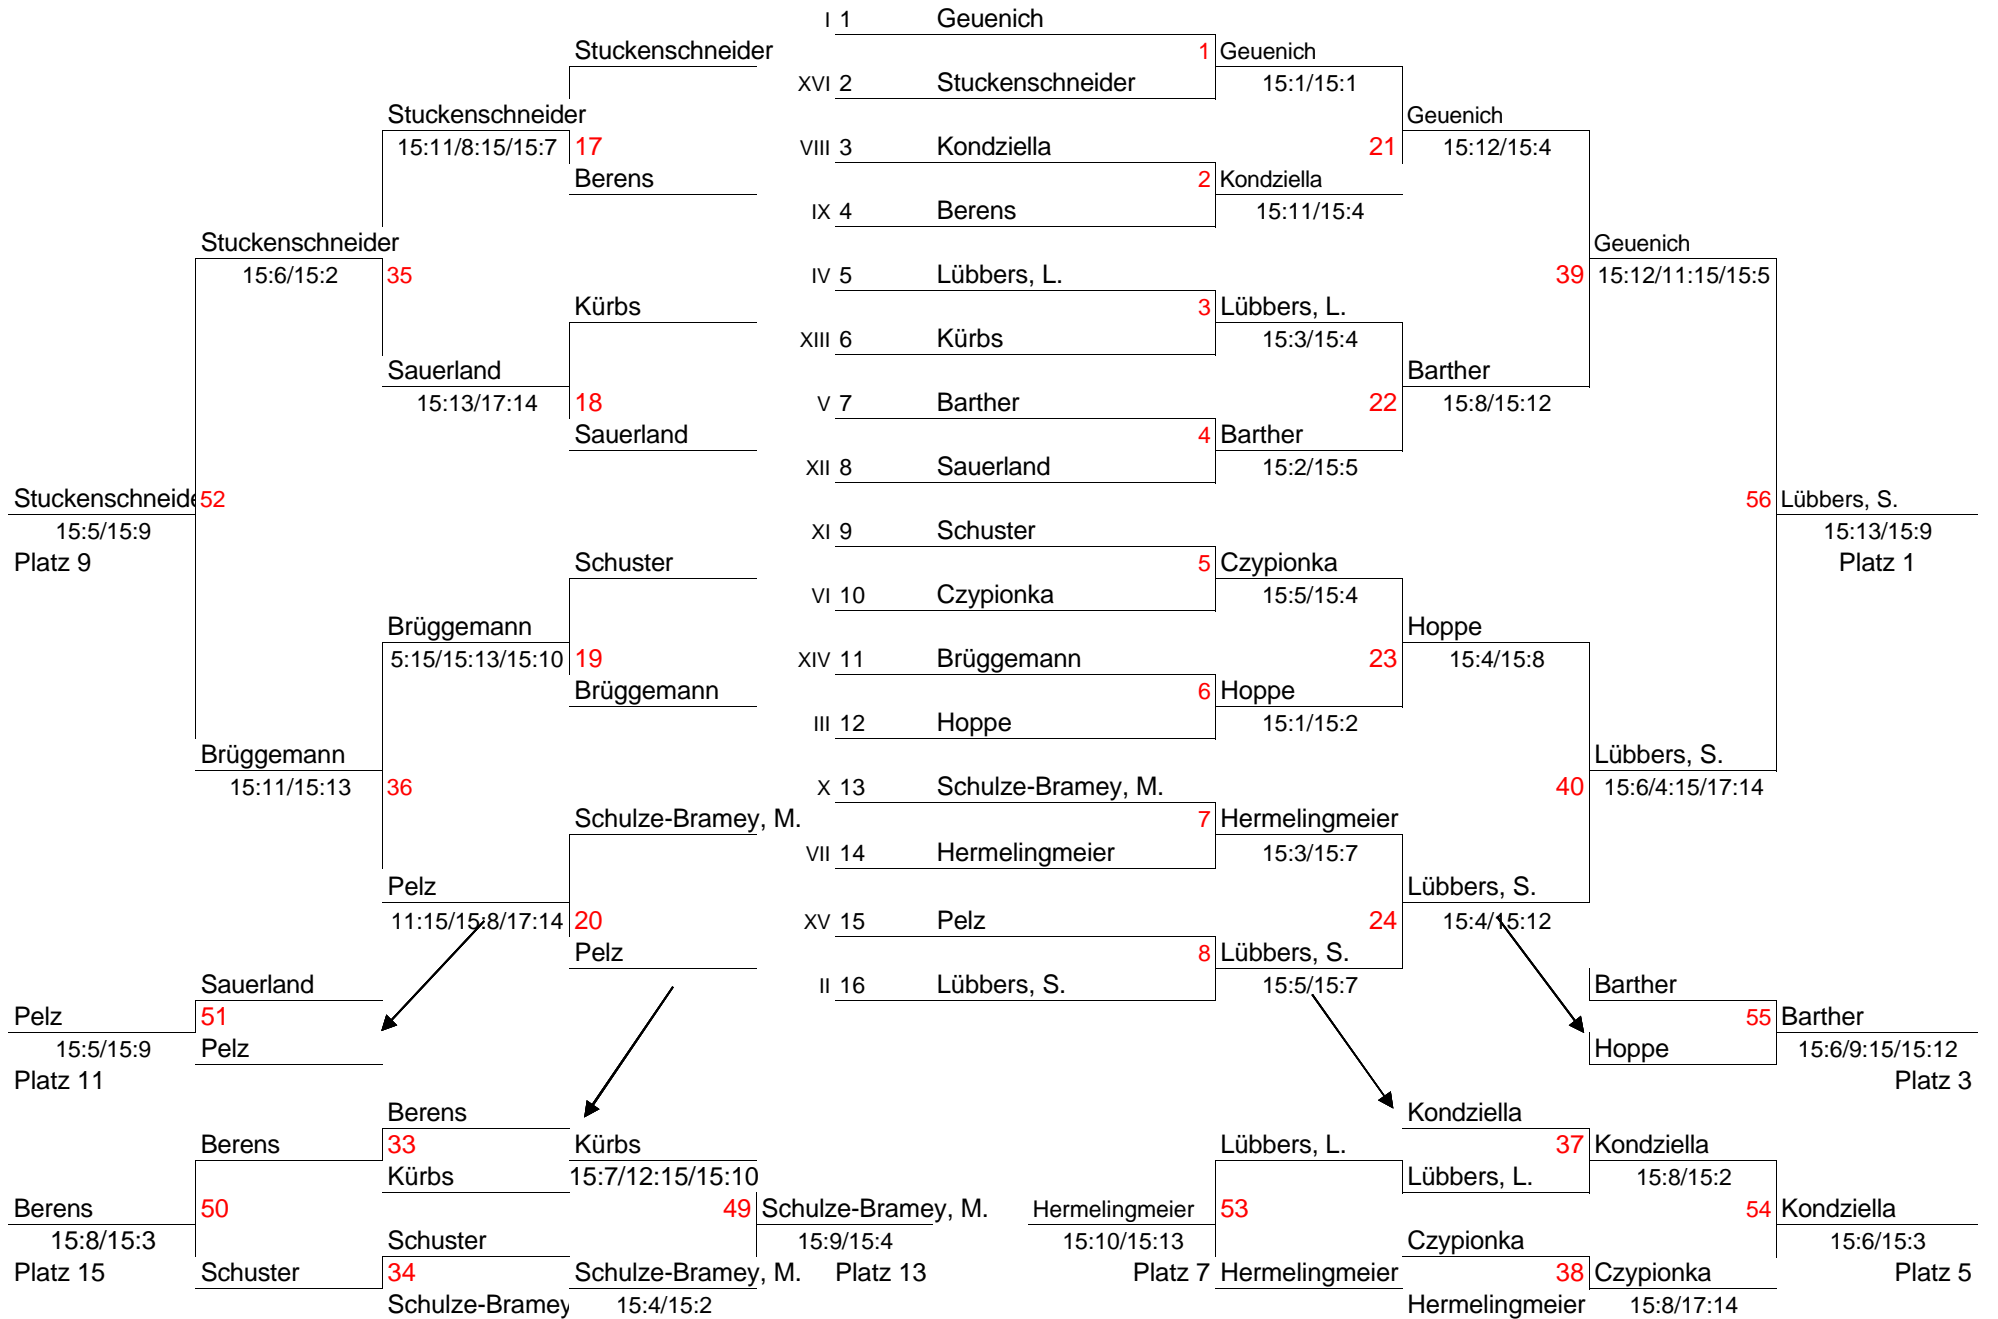 I 1 Geuenich
Stuckenschneider 1 Geuenich
XVI 2 Stuckenschneider 15:1/15:1
Stuckenschneider Geuenich
15:11/8:15/15:7 17 VIII 3 Kondziella 21 15:12/15:4
Berens 2 Kondziella
IX 4 Berens 15:11/15:4
Stuckenschneider Geuenich
15:6/15:2 35 IV 5 Lübbers, L. 39 15:12/11:15/15:5
Kürbs 3 Lübbers, L.
XIII 6 Kürbs 15:3/15:4
Sauerland Barther
15:13/17:14 18 V 7 Barther 22 15:8/15:12
Sauerland 4 Barther
XII 8 Sauerland 15:2/15:5
Stuckenschneide 52 56 Lübbers, S.
15:5/15:9 XI 9 Schuster 15:13/15:9
Platz 9 Schuster 5 Czypionka Platz 1
VI 10 Czypionka 15:5/15:4
Brüggemann Hoppe
5:15/15:13/15:10 19 XIV 11 Brüggemann 23 15:4/15:8
Brüggemann 6 Hoppe
III 12 Hoppe 15:1/15:2
Brüggemann Lübbers, S.
15:11/15:13 36 X 13 Schulze-Bramey, M. 40 15:6/4:15/17:14
Schulze-Bramey, M. 7 Hermelingmeier
VII 14 Hermelingmeier 15:3/15:7
Pelz Lübbers, S.
11:15/15:8/17:14 20 XV 15 Pelz 24 15:4/15:12
Pelz 8 Lübbers, S.
Sauerland II 16 Lübbers, S. 15:5/15:7 Barther
Pelz 51 55 Barther
15:5/15:9 Pelz Hoppe 15:6/9:15/15:12
Platz 11 Platz 3
Berens Kondziella
Berens 33 Kürbs Lübbers, L. 37 Kondziella
Kürbs 15:7/12:15/15:10 Lübbers, L. 15:8/15:2
Berens 50 49 Schulze-Bramey, M. Hermelingmeier 53 54 Kondziella
15:8/15:3 Schuster 15:9/15:4 15:10/15:13 Czypionka 15:6/15:3
Platz 15 Schuster 34 Schulze-Bramey, M. Platz 13 Platz 7 Hermelingmeier 38 Czypionka Platz 5
Schulze-Bramey 15:4/15:2 Hermelingmeier 15:8/17:14